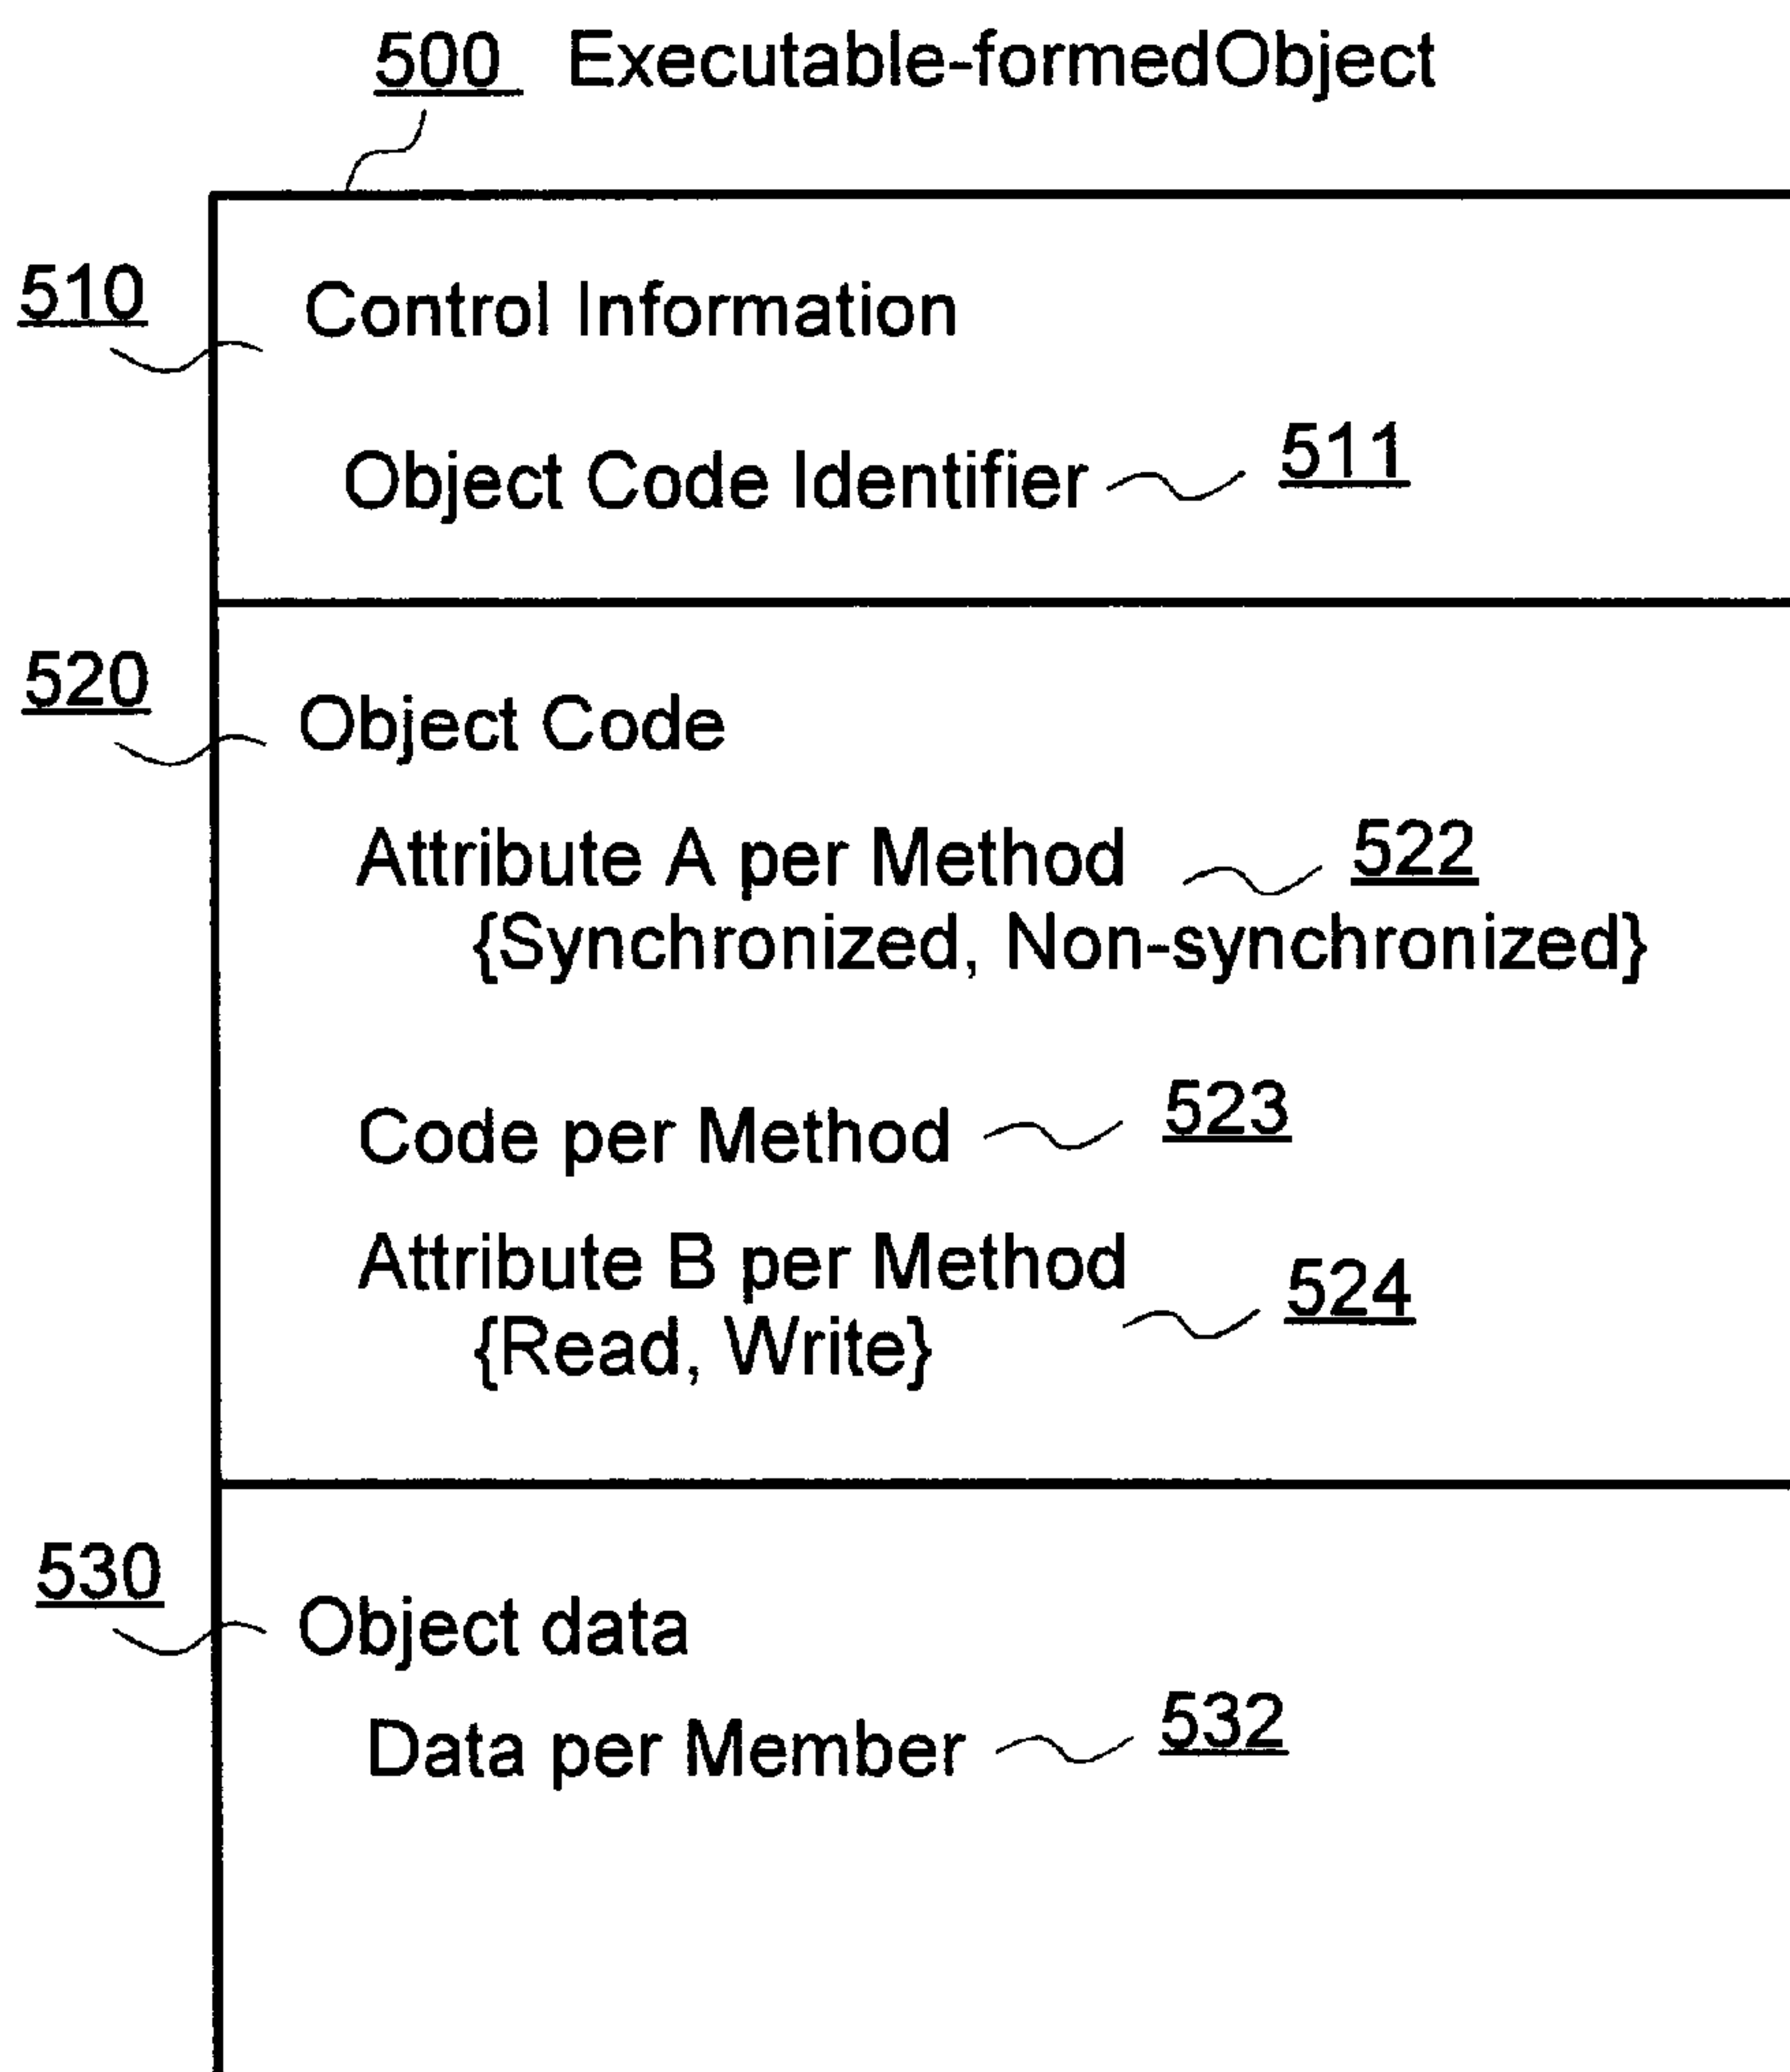 500 Executable-formedObject
510
Control Information
Object Code Identifier 511
520
Object Code
Attribute A per Method 522
{Synchronized, Non-synchronized}
Code per Method 523
Attribute B per Method 524
{Read, Write}
530
Object data
Data per Member 532